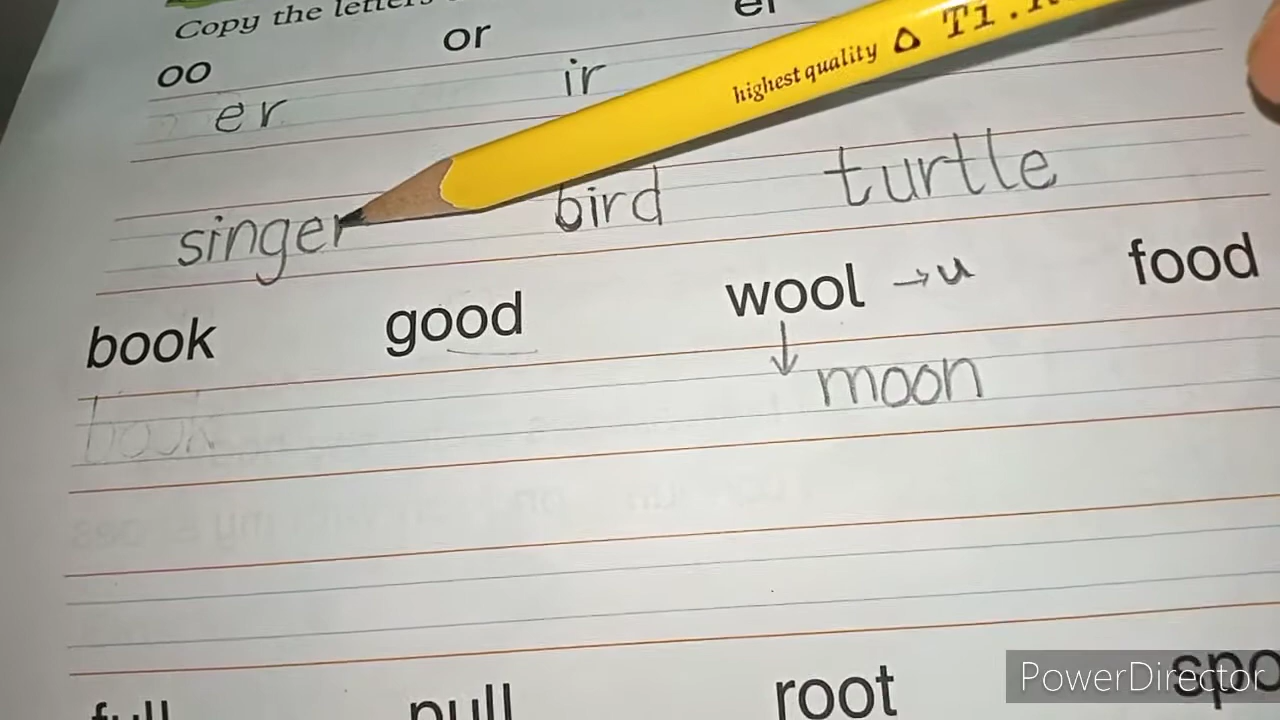 Copy the letters
oo or er
er ir
highest quality
singer bird turtle
book good wool → u food
↓ moon
book
full pull root
PowerDirector